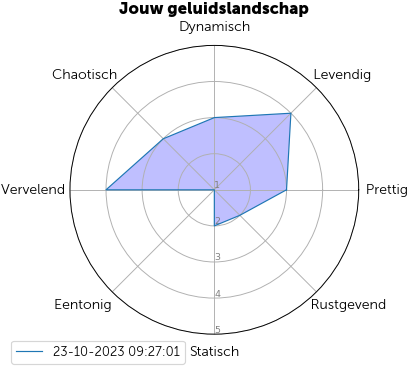 Jouw geluidslandschap
Dynamisch
Chaotisch
Levendig
Vervelend
Prettig
1
2
3
4
5
Eentonig
Rustgevend
23-10-2023 09:27:01
Statisch